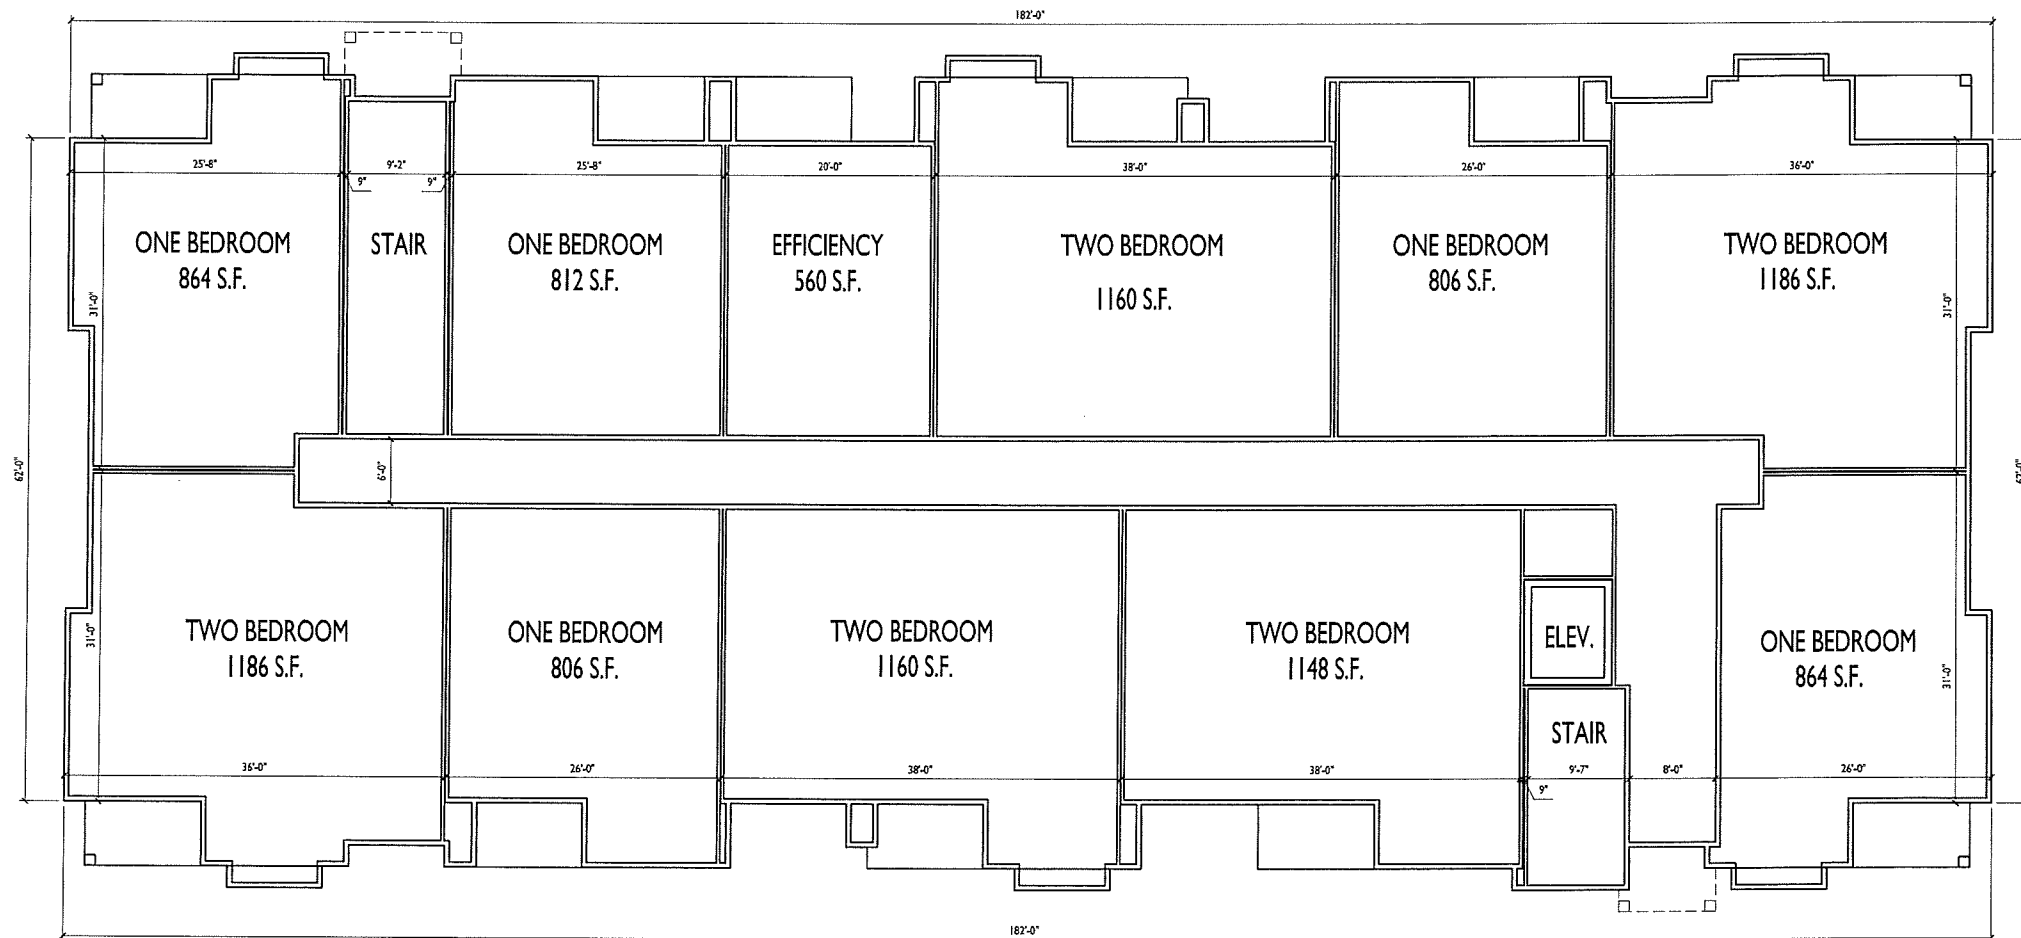 182'-0"
25'-8"
9'-2"
25'-8"
20'-0"
38'-0"
26'-0"
36'-0"
9"
9"
ONE BEDROOM
864 S.F.
STAIR
ONE BEDROOM
812 S.F.
EFFICIENCY
560 S.F.
TWO BEDROOM
1160 S.F.
ONE BEDROOM
806 S.F.
TWO BEDROOM
1186 S.F.
31'-0"
31'-0"
62'-0"
6'-0"
62'-0"
TWO BEDROOM
1186 S.F.
ONE BEDROOM
806 S.F.
TWO BEDROOM
1160 S.F.
TWO BEDROOM
1148 S.F.
ELEV.
ONE BEDROOM
864 S.F.
31'-0"
31'-0"
STAIR
36'-0"
26'-0"
38'-0"
38'-0"
9'-7"
8'-0"
26'-0"
9"
182'-0"